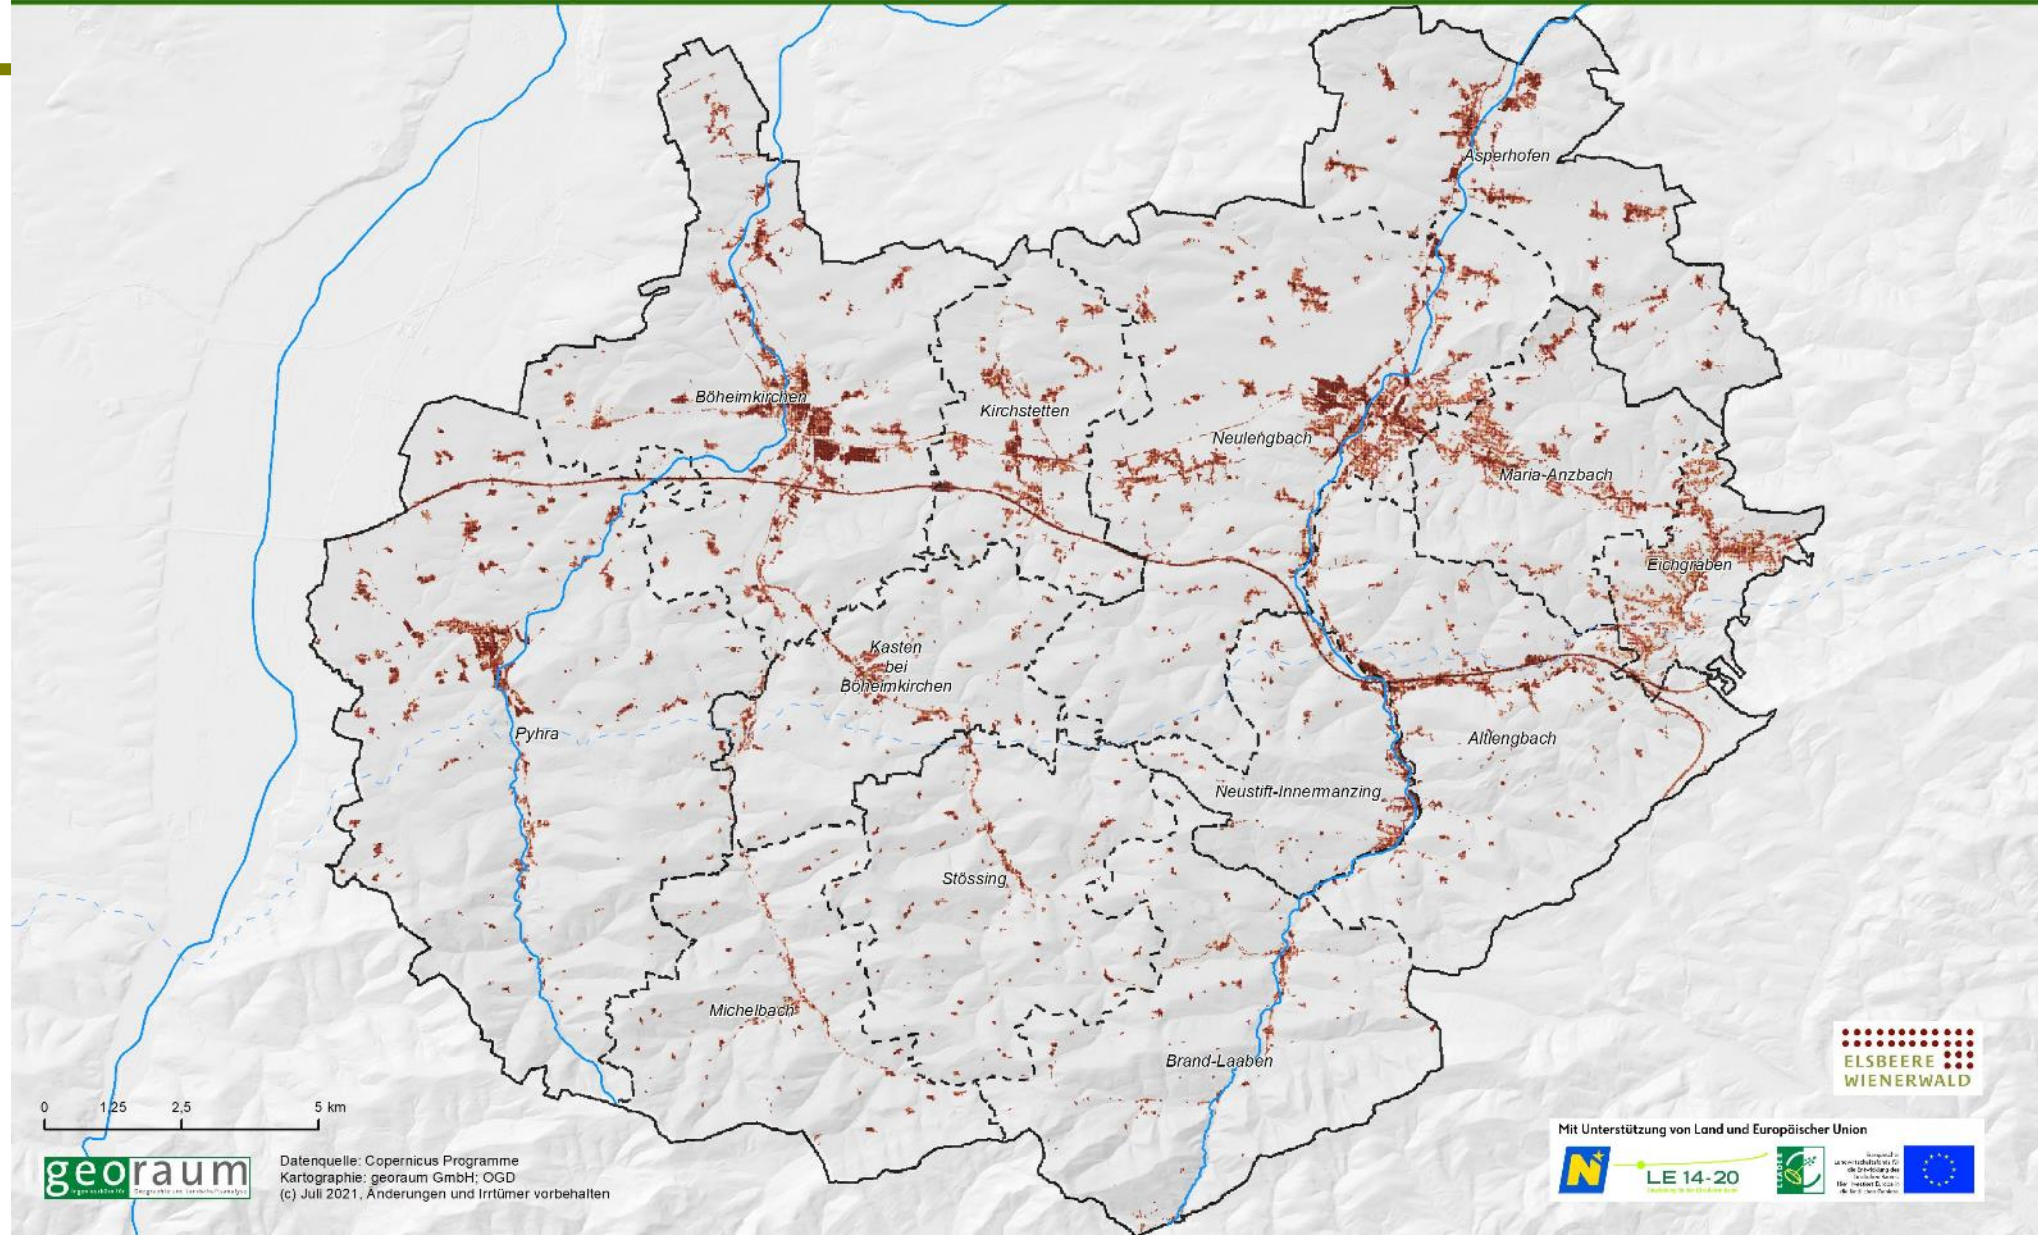 Asperhofen
Böheimkirchen
Kirchstetten
Neulengbach
Maria-Anzbach
Eichgraben
Kasten
bei
Böheimkirchen
Pyhra
Altlengbach
Neustift-Innermanzing
Stössing
Michelbach
Brand-Laaben
ELSBEERE
WIENERWALD
0 1,25 2,5 5 km
Mit Unterstützung von Land und Europäischer Union
georaum
Datenquelle: Copernicus Programme
Kartographie: georaum GmbH; OGD
(c) Juli 2021, Änderungen und Irrtümer vorbehalten
N
LE 14-20
LEADER